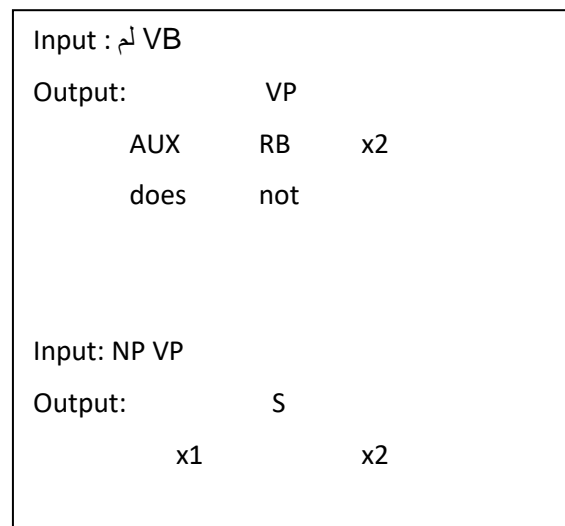 Input : لم VB
Output: VP
AUX RB x2
does not
Input: NP VP
Output: S
x1 x2